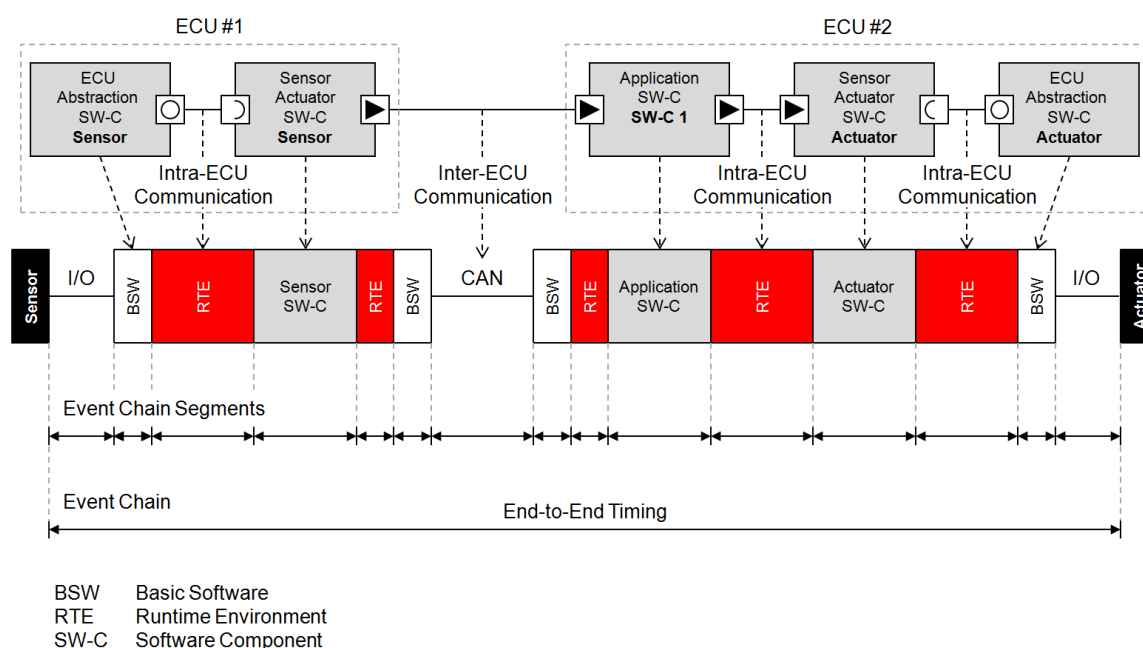 ECU #1
ECU #2
ECU
Abstraction
SW-C
Sensor
Sensor
Actuator
SW-C
Sensor
Application
SW-C
SW-C 1
Sensor
Actuator
SW-C
Actuator
ECU
Abstraction
SW-C
Actuator
Intra-ECU
Communication
Inter-ECU
Communication
Intra-ECU
Communication
Intra-ECU
Communication
Sensor
I/O
BSW
RTE
Sensor
SW-C
RTE
BSW
CAN
BSW
RTE
Application
SW-C
RTE
Actuator
SW-C
RTE
BSW
I/O
Actuator
Event Chain Segments
Event Chain
End-to-End Timing
BSW Basic Software
RTE Runtime Environment
SW-C Software Component